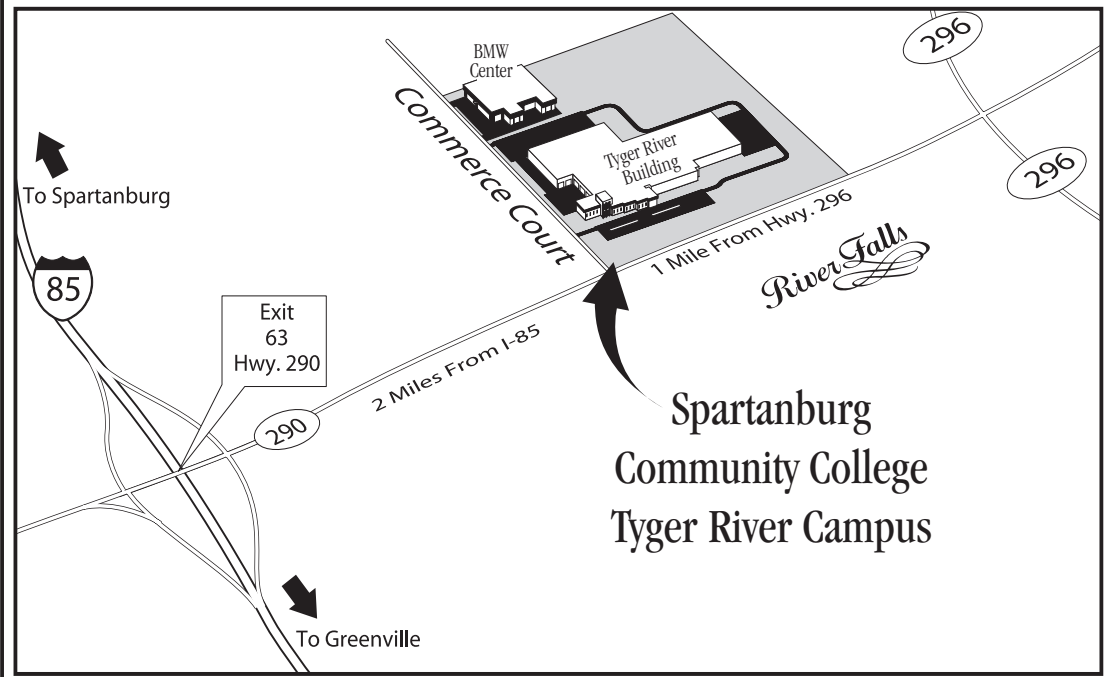 BMW
Center
296
Commerce Court
Tyger River
Building
296
To Spartanburg
1 Mile From Hwy. 296
River Falls
85
Exit
63
Hwy. 290
2 Miles From I-85
290
Spartanburg
Community College
Tyger River Campus
To Greenville